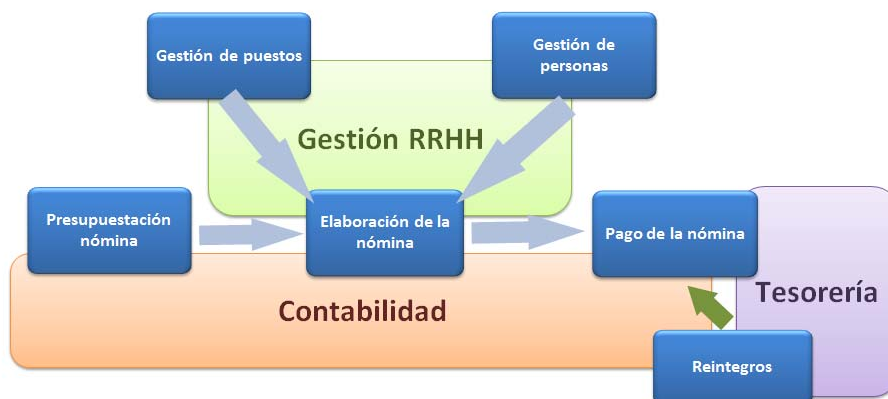 Gestión de puestos
Gestión de
personas
Gestión RRHH
Presupuestación
nómina
Elaboración de la
nómina
Pago de la nómina
Tesorería
Contabilidad
Reintegros